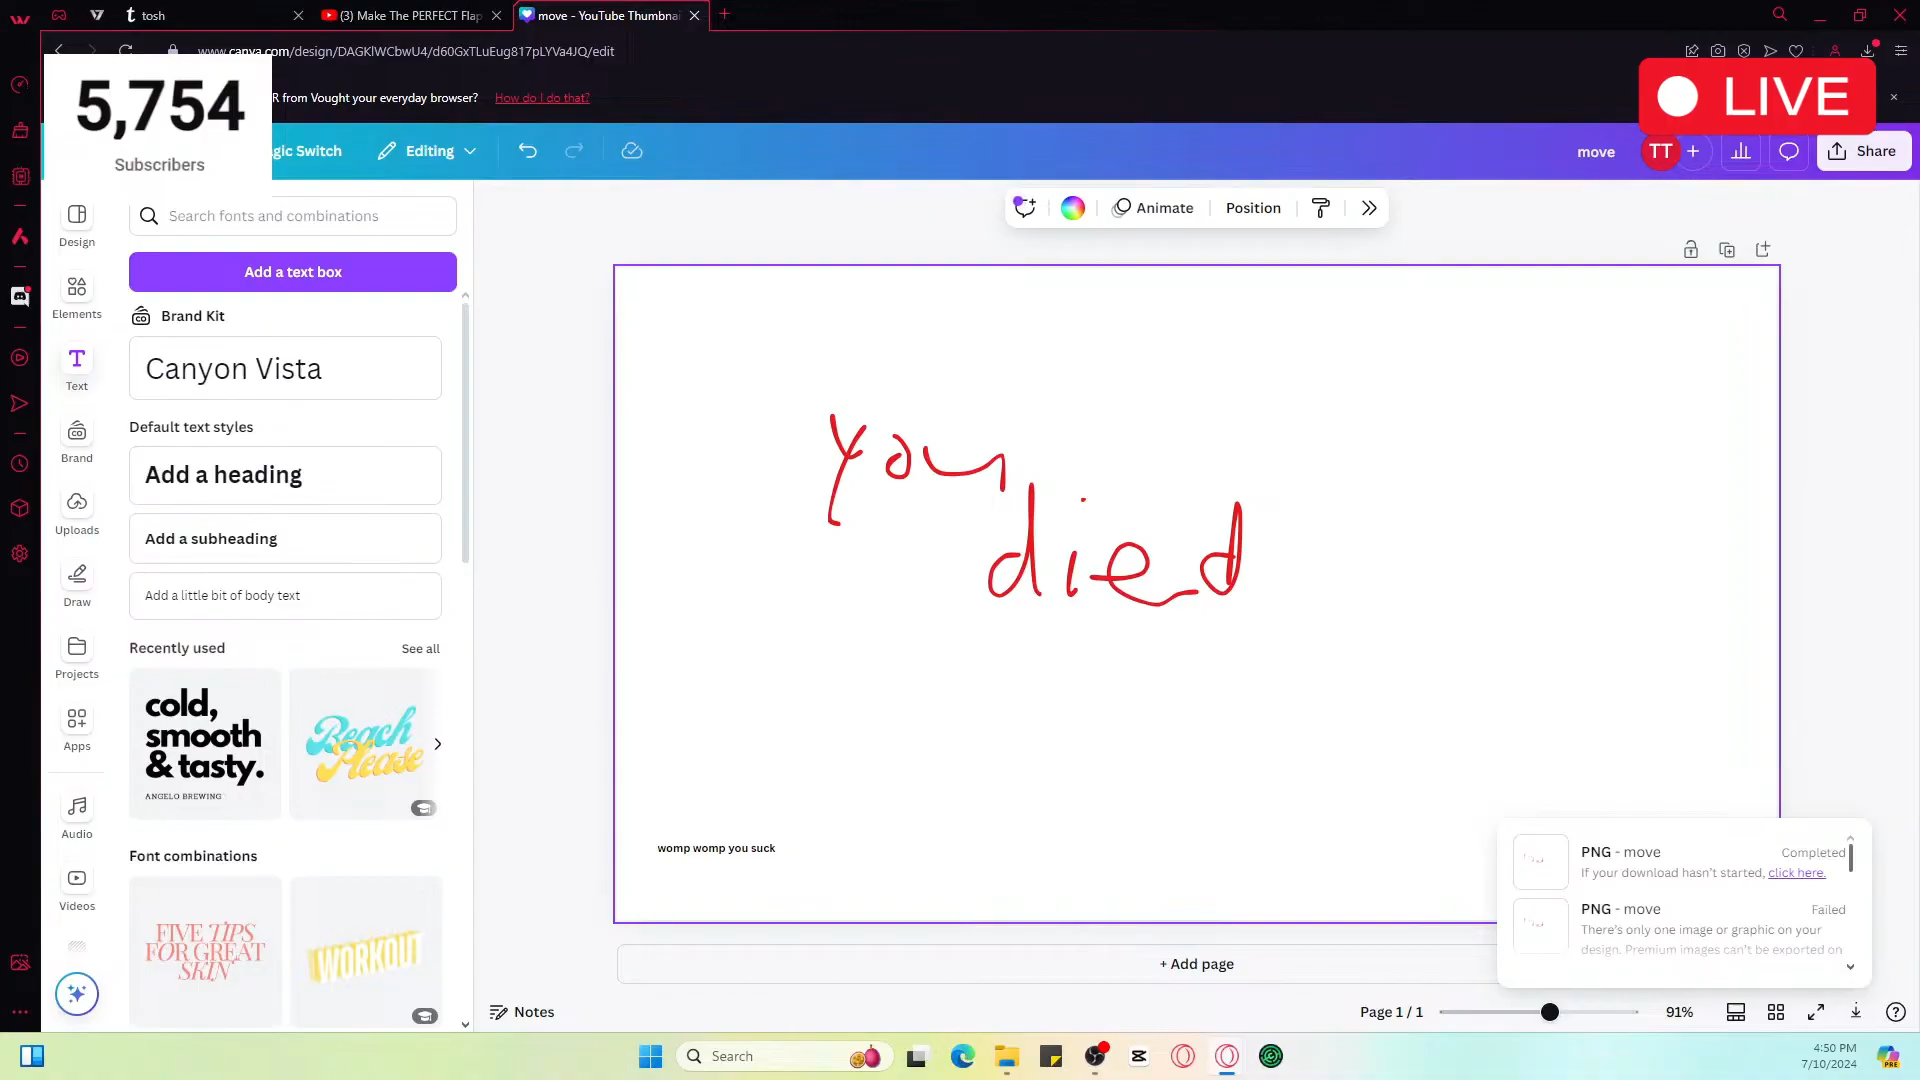 tosh
(3) Make The PERFECT Flap
move - YouTube Thumbnai
www.canva.com/design/DAGKlWCbwU4/d60GxTLuEug817pLYVa4JQ/edit
5,754
Subscribers
R from Vought your everyday browser? How do I do that?
LIVE
gic Switch
Editing
move
TT
Share
Design
Elements
Text
Brand
Uploads
Draw
Projects
Apps
Audio
Videos
Search fonts and combinations
Add a text box
Brand Kit
Canyon Vista
Default text styles
Add a heading
Add a subheading
Add a little bit of body text
Recently used See all
cold,
smooth
& tasty.
ANGELO BREWING
Beach
Please
Font combinations
FIVE TIPS
FOR GREAT
SKIN
WORKOUT
Animate
Position
you
died
womp womp you suck
+ Add page
PNG - move Completed
If your download hasn't started, click here.
PNG - move Failed
There's only one image or graphic on your
design. Premium images can't be exported on
Notes
Page 1 / 1
91%
Search
4:50 PM
7/10/2024
PRE